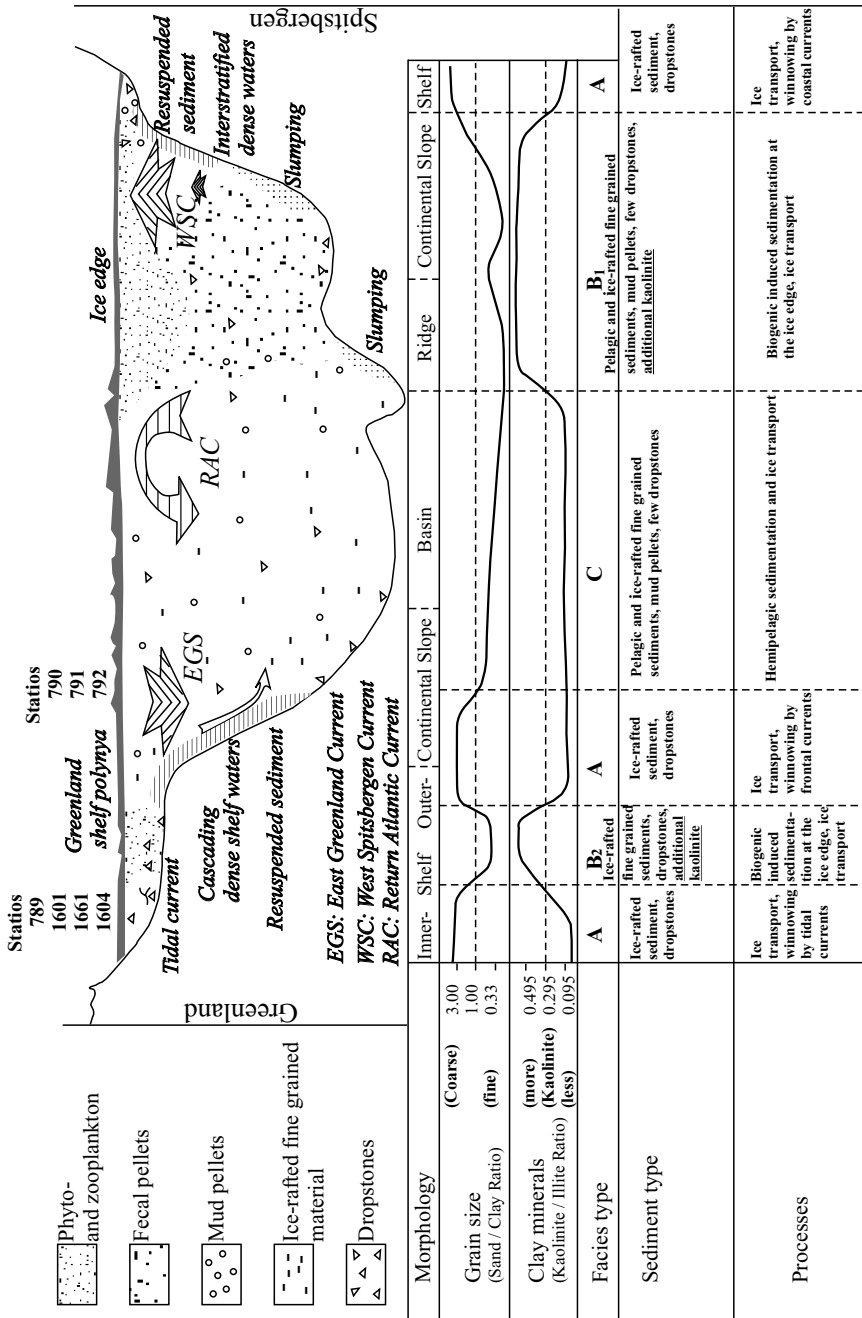 Statios
789
1601
1661
1604
Greenland
shelf polynya
Statios
790
791
792
Ice edge
Spitsbergen
Greenland
Tidal current
Cascading
dense shelf waters
Resuspended sediment
EGS
RAC
WSC
Resuspended
sediment
Interstratified
dense waters
Slumping
Slumping
EGS: East Greenland Current
WSC: West Spitsbergen Current
RAC: Return Atlantic Current
Phyto-
and zooplankton
Fecal pellets
Mud pellets
Ice-rafted fine grained
material
Dropstones
Morphology
Inner-
Shelf
Outer-
Continental Slope
Basin
Ridge
Continental Slope
Shelf
Grain size
(Sand / Clay Ratio)
(Coarse)
(fine)
3.00
1.00
0.33
Clay minerals
(Kaolinite / Illite Ratio)
(more)
(Kaolinite)
(less)
0.495
0.295
0.095
Facies type
A
B2
A
C
B1
A
Sediment type
Ice-rafted
sediment,
dropstones
Ice-rafted
fine grained
sediments,
dropstones,
additional
kaolinite
Ice-rafted
sediment,
dropstones
Pelagic and ice-rafted fine grained
sediments, mud pellets, few dropstones
Pelagic and ice-rafted fine grained
sediments, mud pellets, few dropstones,
additional kaolinite
Ice-rafted
sediment,
dropstones
Processes
Ice
transport,
winnowing
by tidal
currents
Biogenic
induced
sedimenta-
tion at the
ice edge, ice
transport
Ice
transport,
winnowing by
frontal currents
Hemipelagic sedimentation and ice transport
Biogenic induced sedimentation at
the ice edge, ice transport
Ice
transport,
winnowing by
coastal currents